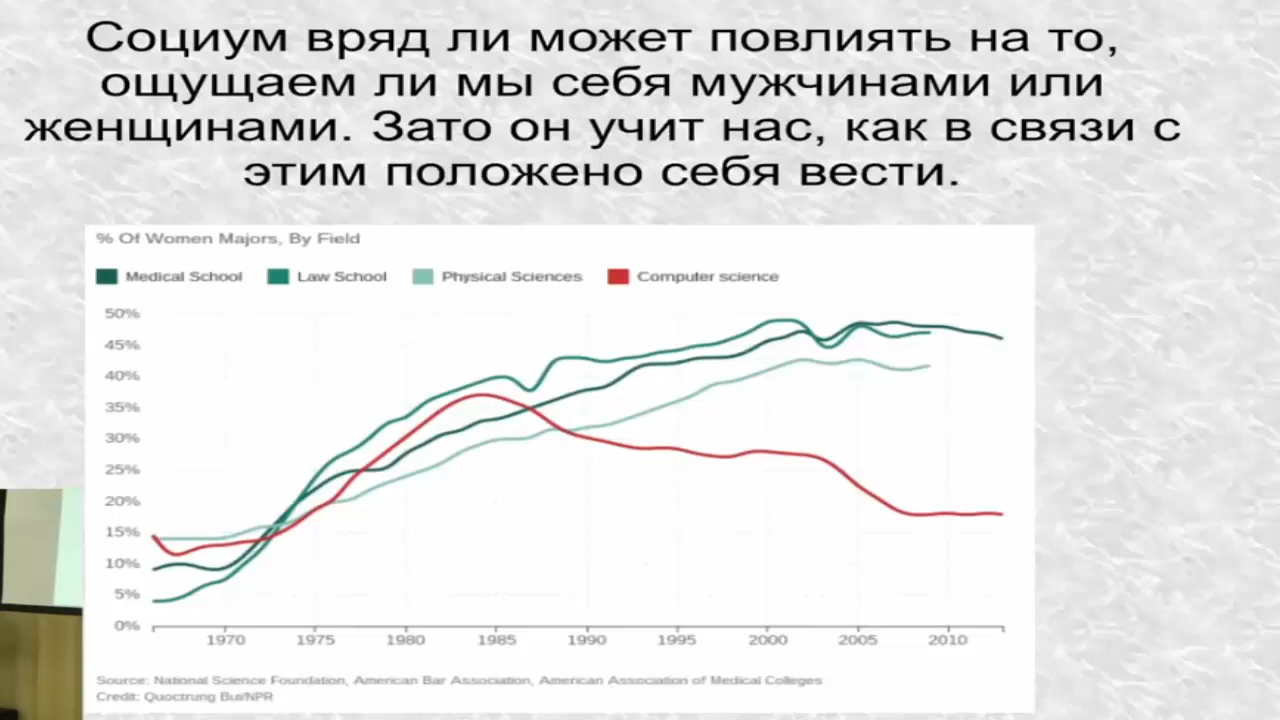 Социум вряд ли может повлиять на то,
ощущаем ли мы себя мужчинами или
женщинами. Зато он учит нас, как в связи с
этим положено себя вести.
% Of Women Majors, By Field
Medical School Law School Physical Sciences Computer science
50%
45%
40%
35%
30%
25%
20%
15%
10%
5%
0%
1970 1975 1980 1985 1990 1995 2000 2005 2010
Source: National Science Foundation, American Bar Association, American Association of Medical Colleges
Credit: Quoctrung Bui/NPR